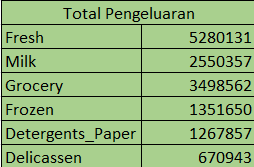 Total Pengeluaran
Fresh 5280131
Milk 2550357
Grocery 3498562
Frozen 1351650
Detergents_Paper 1267857
Delicassen 670943